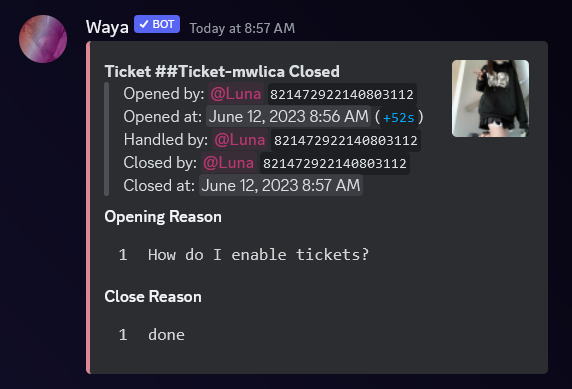 Waya ✓ BOT Today at 8:57 AM
Ticket ##Ticket-mwlica Closed
Opened by: @Luna 821472922140803112
Opened at: June 12, 2023 8:56 AM (+52s)
Handled by: @Luna 821472922140803112
Closed by: @Luna 821472922140803112
Closed at: June 12, 2023 8:57 AM
Opening Reason
1 How do I enable tickets?
Close Reason
1 done